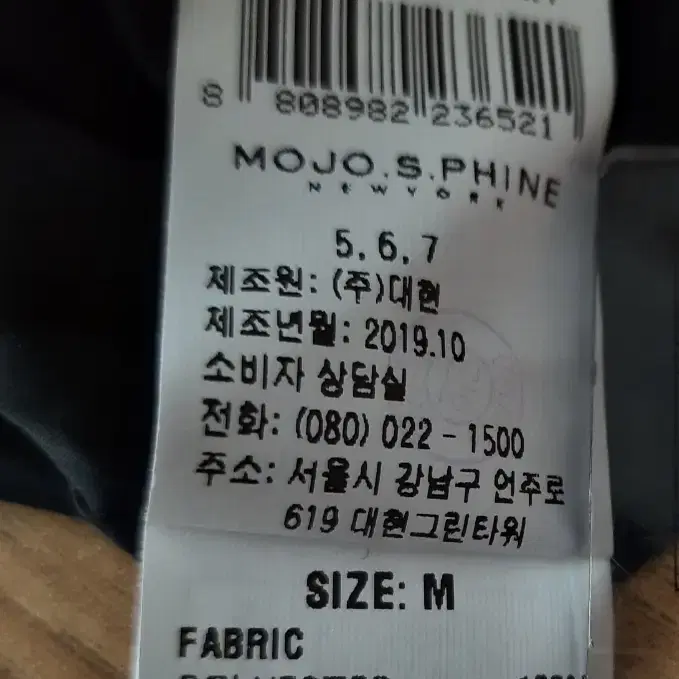 8 808982 236521
MOJO.S.PHINE
NEWYORK
5.6.7
제조원: (주)대현
제조년월: 2019.10
소비자 상담실
전화: (080) 022 - 1500
주소: 서울시 강남구 언주로
619 대현그린타워
SIZE: M
FABRIC